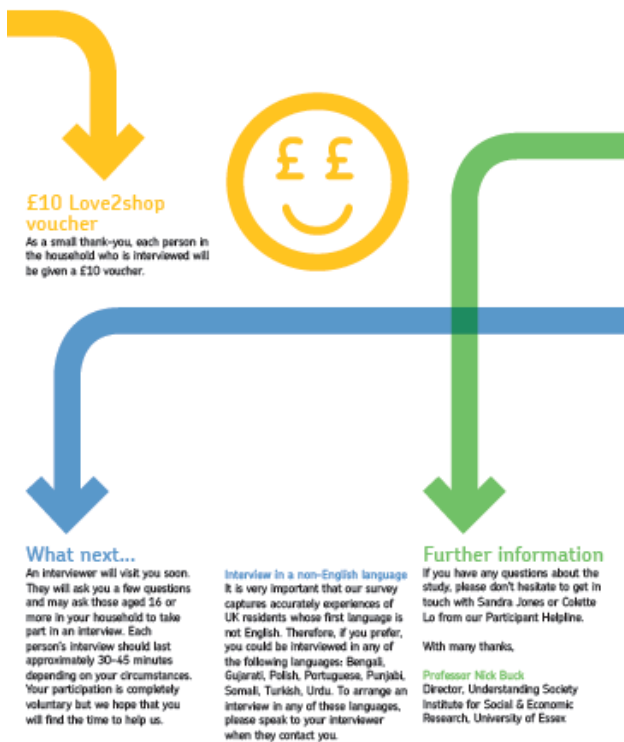 £ £
£10 Love2shop
voucher
As a small thank-you, each person in
the household who is interviewed will
be given a £10 voucher.
What next...
An interviewer will visit you soon.
They will ask you a few questions
and may ask those aged 16 or
more in your household to take
part in an interview. Each
person's interview should last
approximately 30-45 minutes
depending on your circumstances.
Your participation is completely
voluntary but we hope that you
will find the time to help us.
Interview in a non-English language
It is very important that our survey
captures accurately experiences of
UK residents whose first language is
not English. Therefore, if you prefer,
you could be interviewed in any of
the following languages: Bengali,
Gujarati, Polish, Portuguese, Punjabi,
Somali, Turkish, Urdu. To arrange an
interview in any of these languages,
please speak to your interviewer
when they contact you.
Further information
If you have any questions about the
study, please don't hesitate to get in
touch with Sandra Jones or Colette
Lo from our Participant Helpline.
With many thanks,
Professor Nick Buck
Director, Understanding Society
Institute for Social & Economic
Research, University of Essex